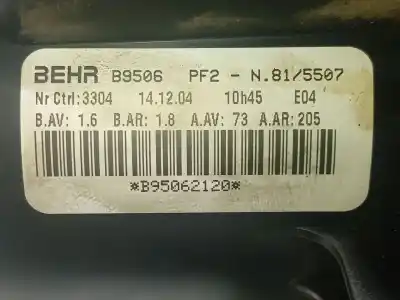 BEHR B9506 PF2 - N.81/5507
Nr Ctrl:3304 14.12.04 10h45 E04
B.AV: 1.6 B.AR: 1.8 A.AV: 73 A.AR:205
*B95062120*